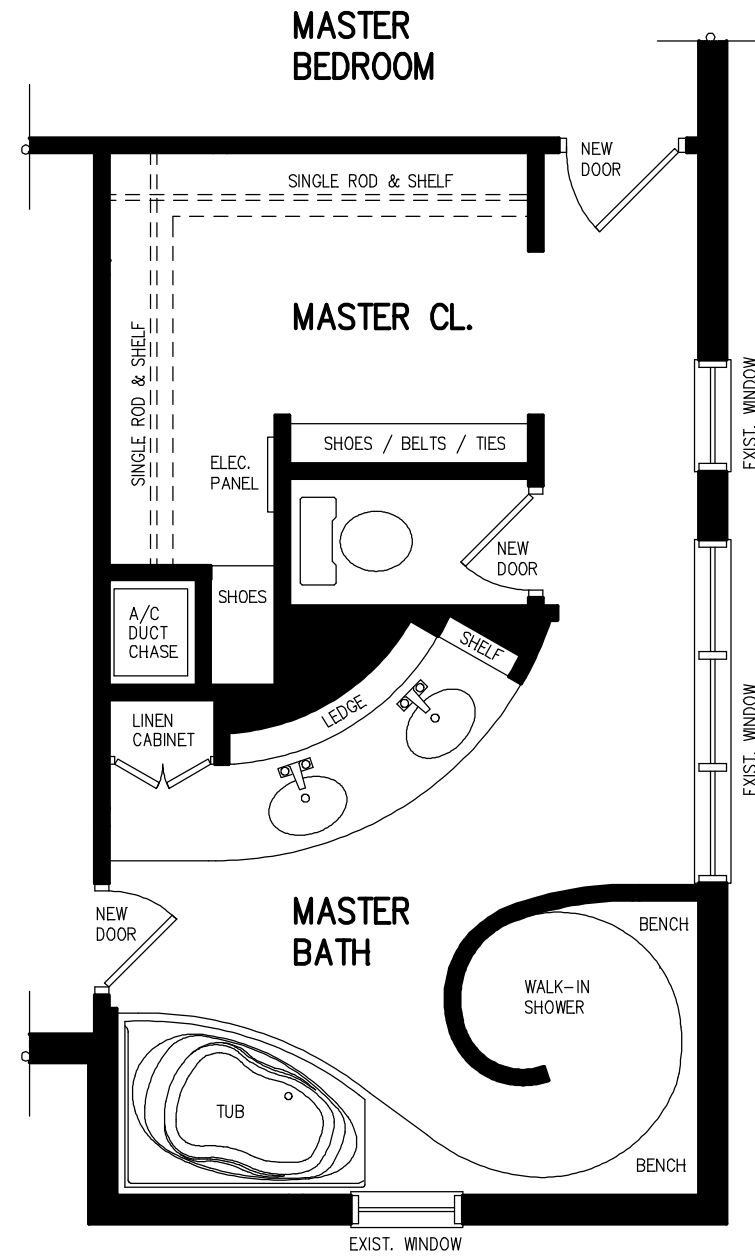 MASTER
BEDROOM
NEW
DOOR
SINGLE ROD & SHELF
MASTER CL.
SINGLE ROD & SHELF
EXIST. WINDOW
SHOES / BELTS / TIES
ELEC.
PANEL
NEW
DOOR
SHOES
A/C
DUCT
CHASE
SHELF
LEDGE
LINEN
CABINET
EXIST. WINDOW
NEW
DOOR
MASTER
BATH
BENCH
WALK-IN
SHOWER
TUB
BENCH
EXIST. WINDOW